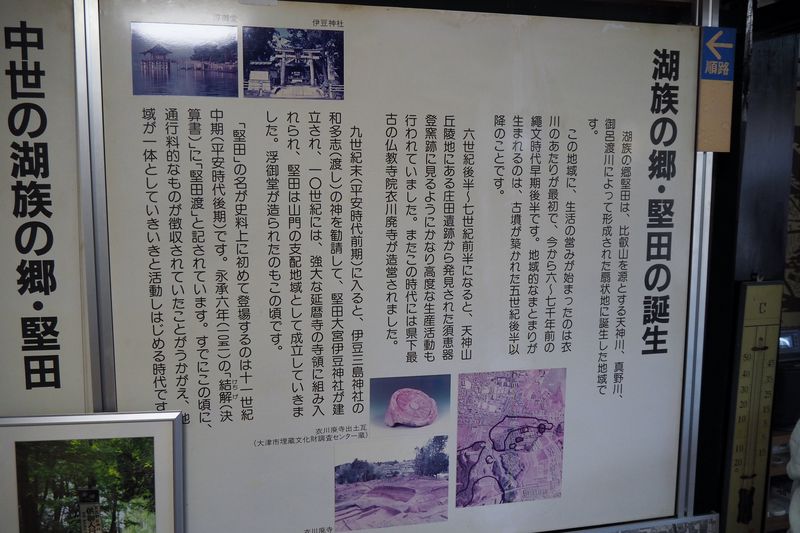 湖族の郷・堅田の誕生
湖族の郷堅田は、比叡山を源とする天神川、真野川、
御呂渡川によって形成された扇状地に誕生した地域で
す。
この地域に、生活の営みが始まったのは衣
川のあたりが最初で、今から六〜七千年前の
縄文時代早期後半です。地域的なまとまりが
生まれるのは、古墳が築かれた五世紀後半以
降のことです。
六世紀後半〜七世紀前半になると、天神山
丘陵地にある庄田遺跡から発見された須恵器
登窯跡に見るようにかなり高度な生産活動も
行われていました。またこの時代には県下最
古の仏教寺院衣川廃寺が造営されました。
九世紀末(平安時代前期)に入ると、伊豆三島神社の
和多志(渡し)の神を勧請して、堅田大宮伊豆神社が建
立され、一〇世紀には、強大な延暦寺の寺領に組み入
れられ、堅田は山門の支配地域として成立していきま
した。浮御堂が造られたのもこの頃です。
「堅田」の名が史料上に初めて登場するのは十一世紀
中期(平安時代後期)です。永承六年(一〇五一)の「結解(決
けちげ
算書)」に「堅田渡」と記されています。すでにこの頃に、
通行料的なものが徴収されていたことがうかがえ、地
域が一体としていきいきと活動しはじめる時代です
浮御堂
伊豆神社
衣川廃寺出土瓦
(大津市埋蔵文化財調査センター蔵)
衣川廃寺
中世の湖族の郷・堅田
順路
C
50
40
30
20
10